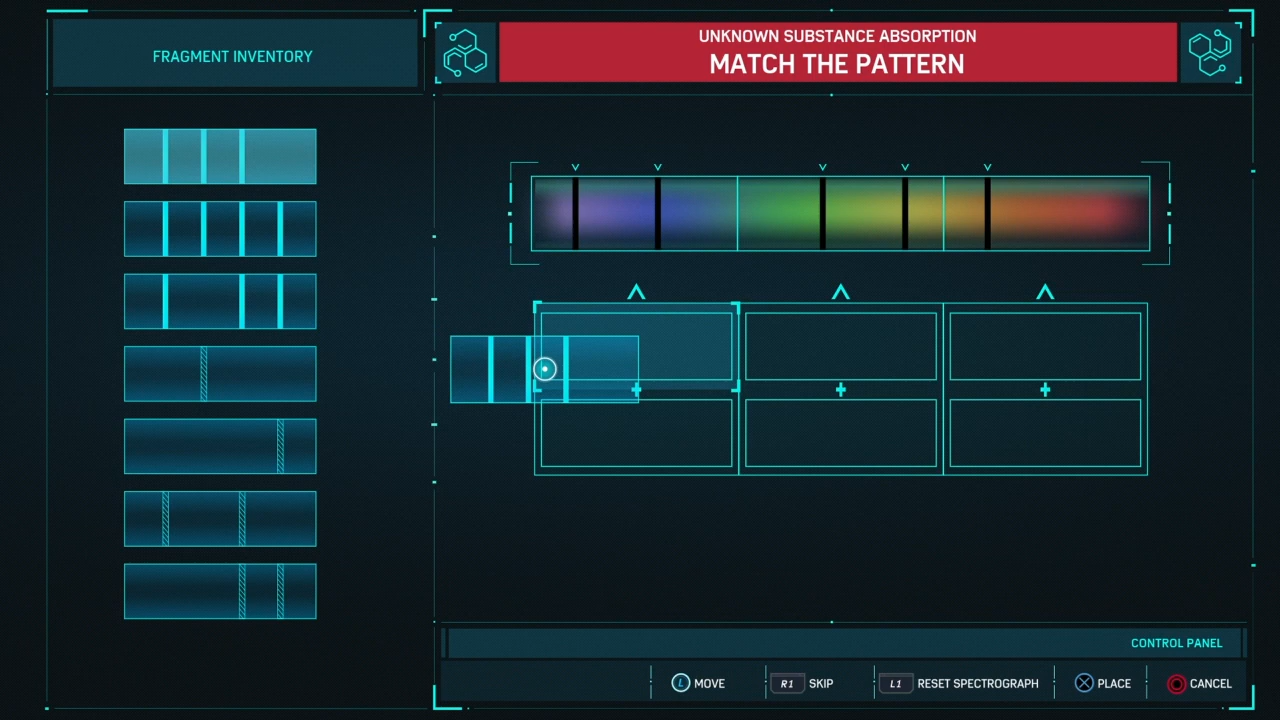 FRAGMENT INVENTORY
UNKNOWN SUBSTANCE ABSORPTION
MATCH THE PATTERN
CONTROL PANEL
L MOVE
R1 SKIP
L1 RESET SPECTROGRAPH
PLACE
CANCEL